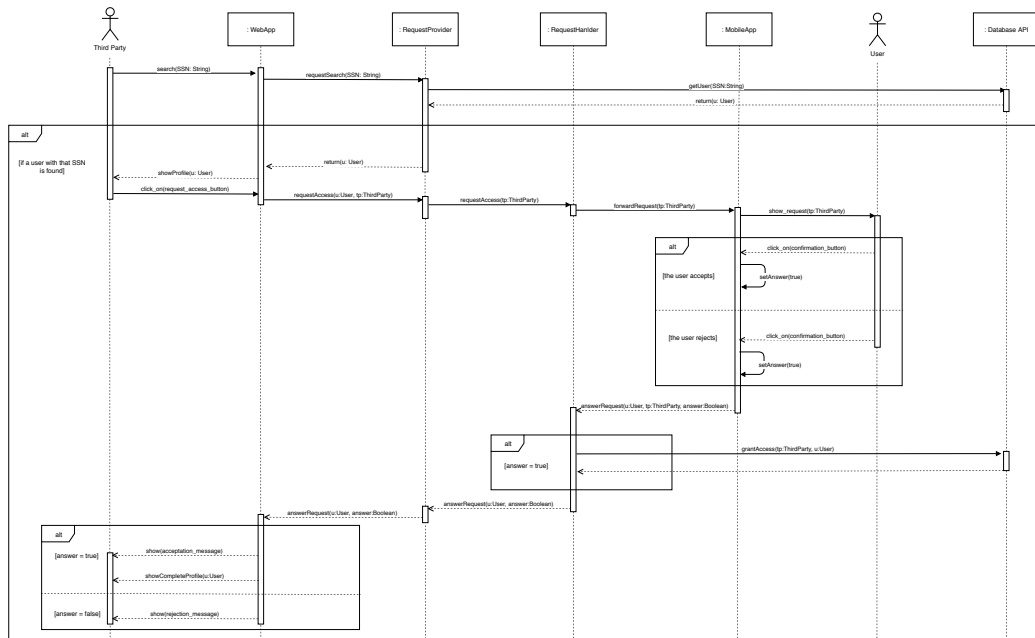 : WebApp
: RequestProvider
: RequestHanlder
: MobileApp
: Database API
Third Party
User
search(SSN: String)
requestSearch(SSN: String)
getUser(SSN:String)
return(u: User)
alt
[if a user with that SSN
is found]
return(u: User)
showProfile(u: User)
click_on(request_access_button)
requestAccess(u:User, tp:ThirdParty)
requestAccess(tp:ThirdParty)
forwardRequest(tp:ThirdParty)
show_request(tp:ThirdParty)
alt
click_on(confirmation_button)
[the user accepts]
setAnswer(true)
click_on(confirmation_button)
[the user rejects]
setAnswer(true)
answerRequest(u:User, tp:ThirdParty, answer:Boolean)
alt
grantAccess(tp:ThirdParty, u:User)
[answer = true]
answerRequest(u:User, answer:Boolean)
answerRequest(u:User, answer:Boolean)
alt
show(acceptation_message)
[answer = true]
showCompleteProfile(u:User)
[answer = false]
show(rejection_message)